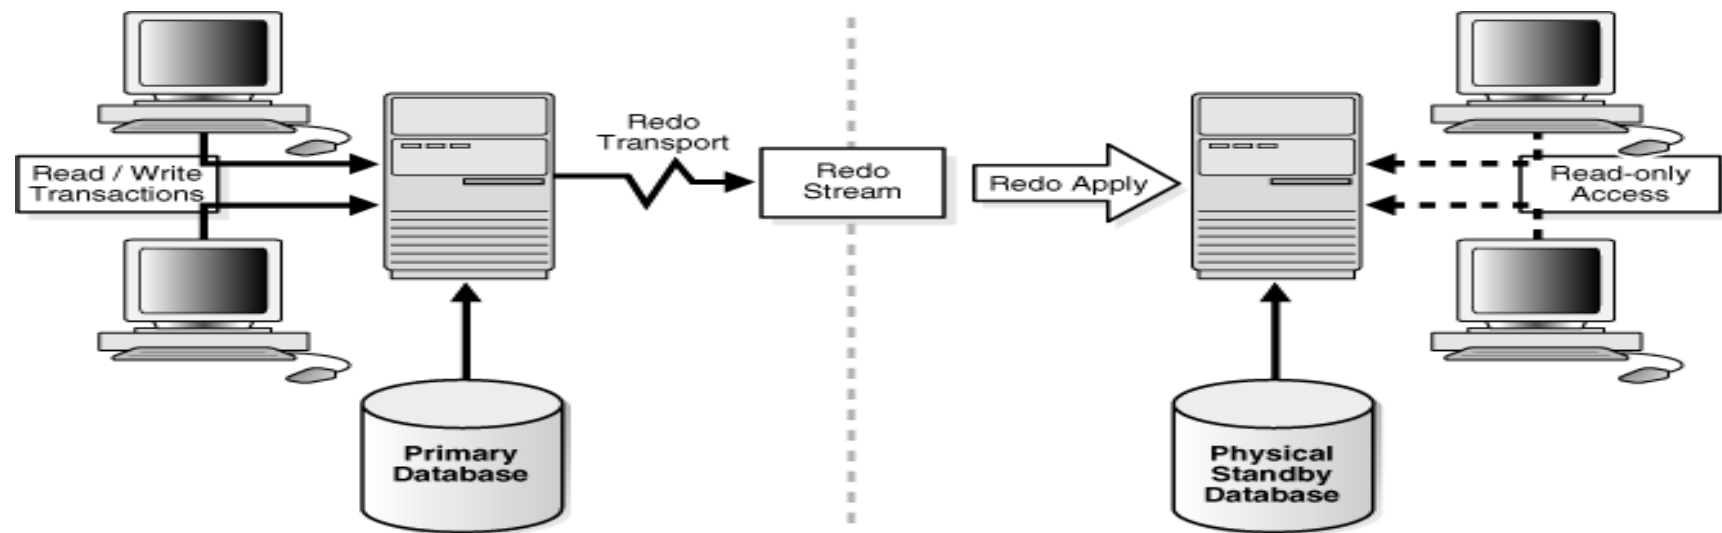 Read / Write
Transactions
Redo
Transport
Redo
Stream
Redo Apply
Read-only
Access
Primary
Database
Physical
Standby
Database